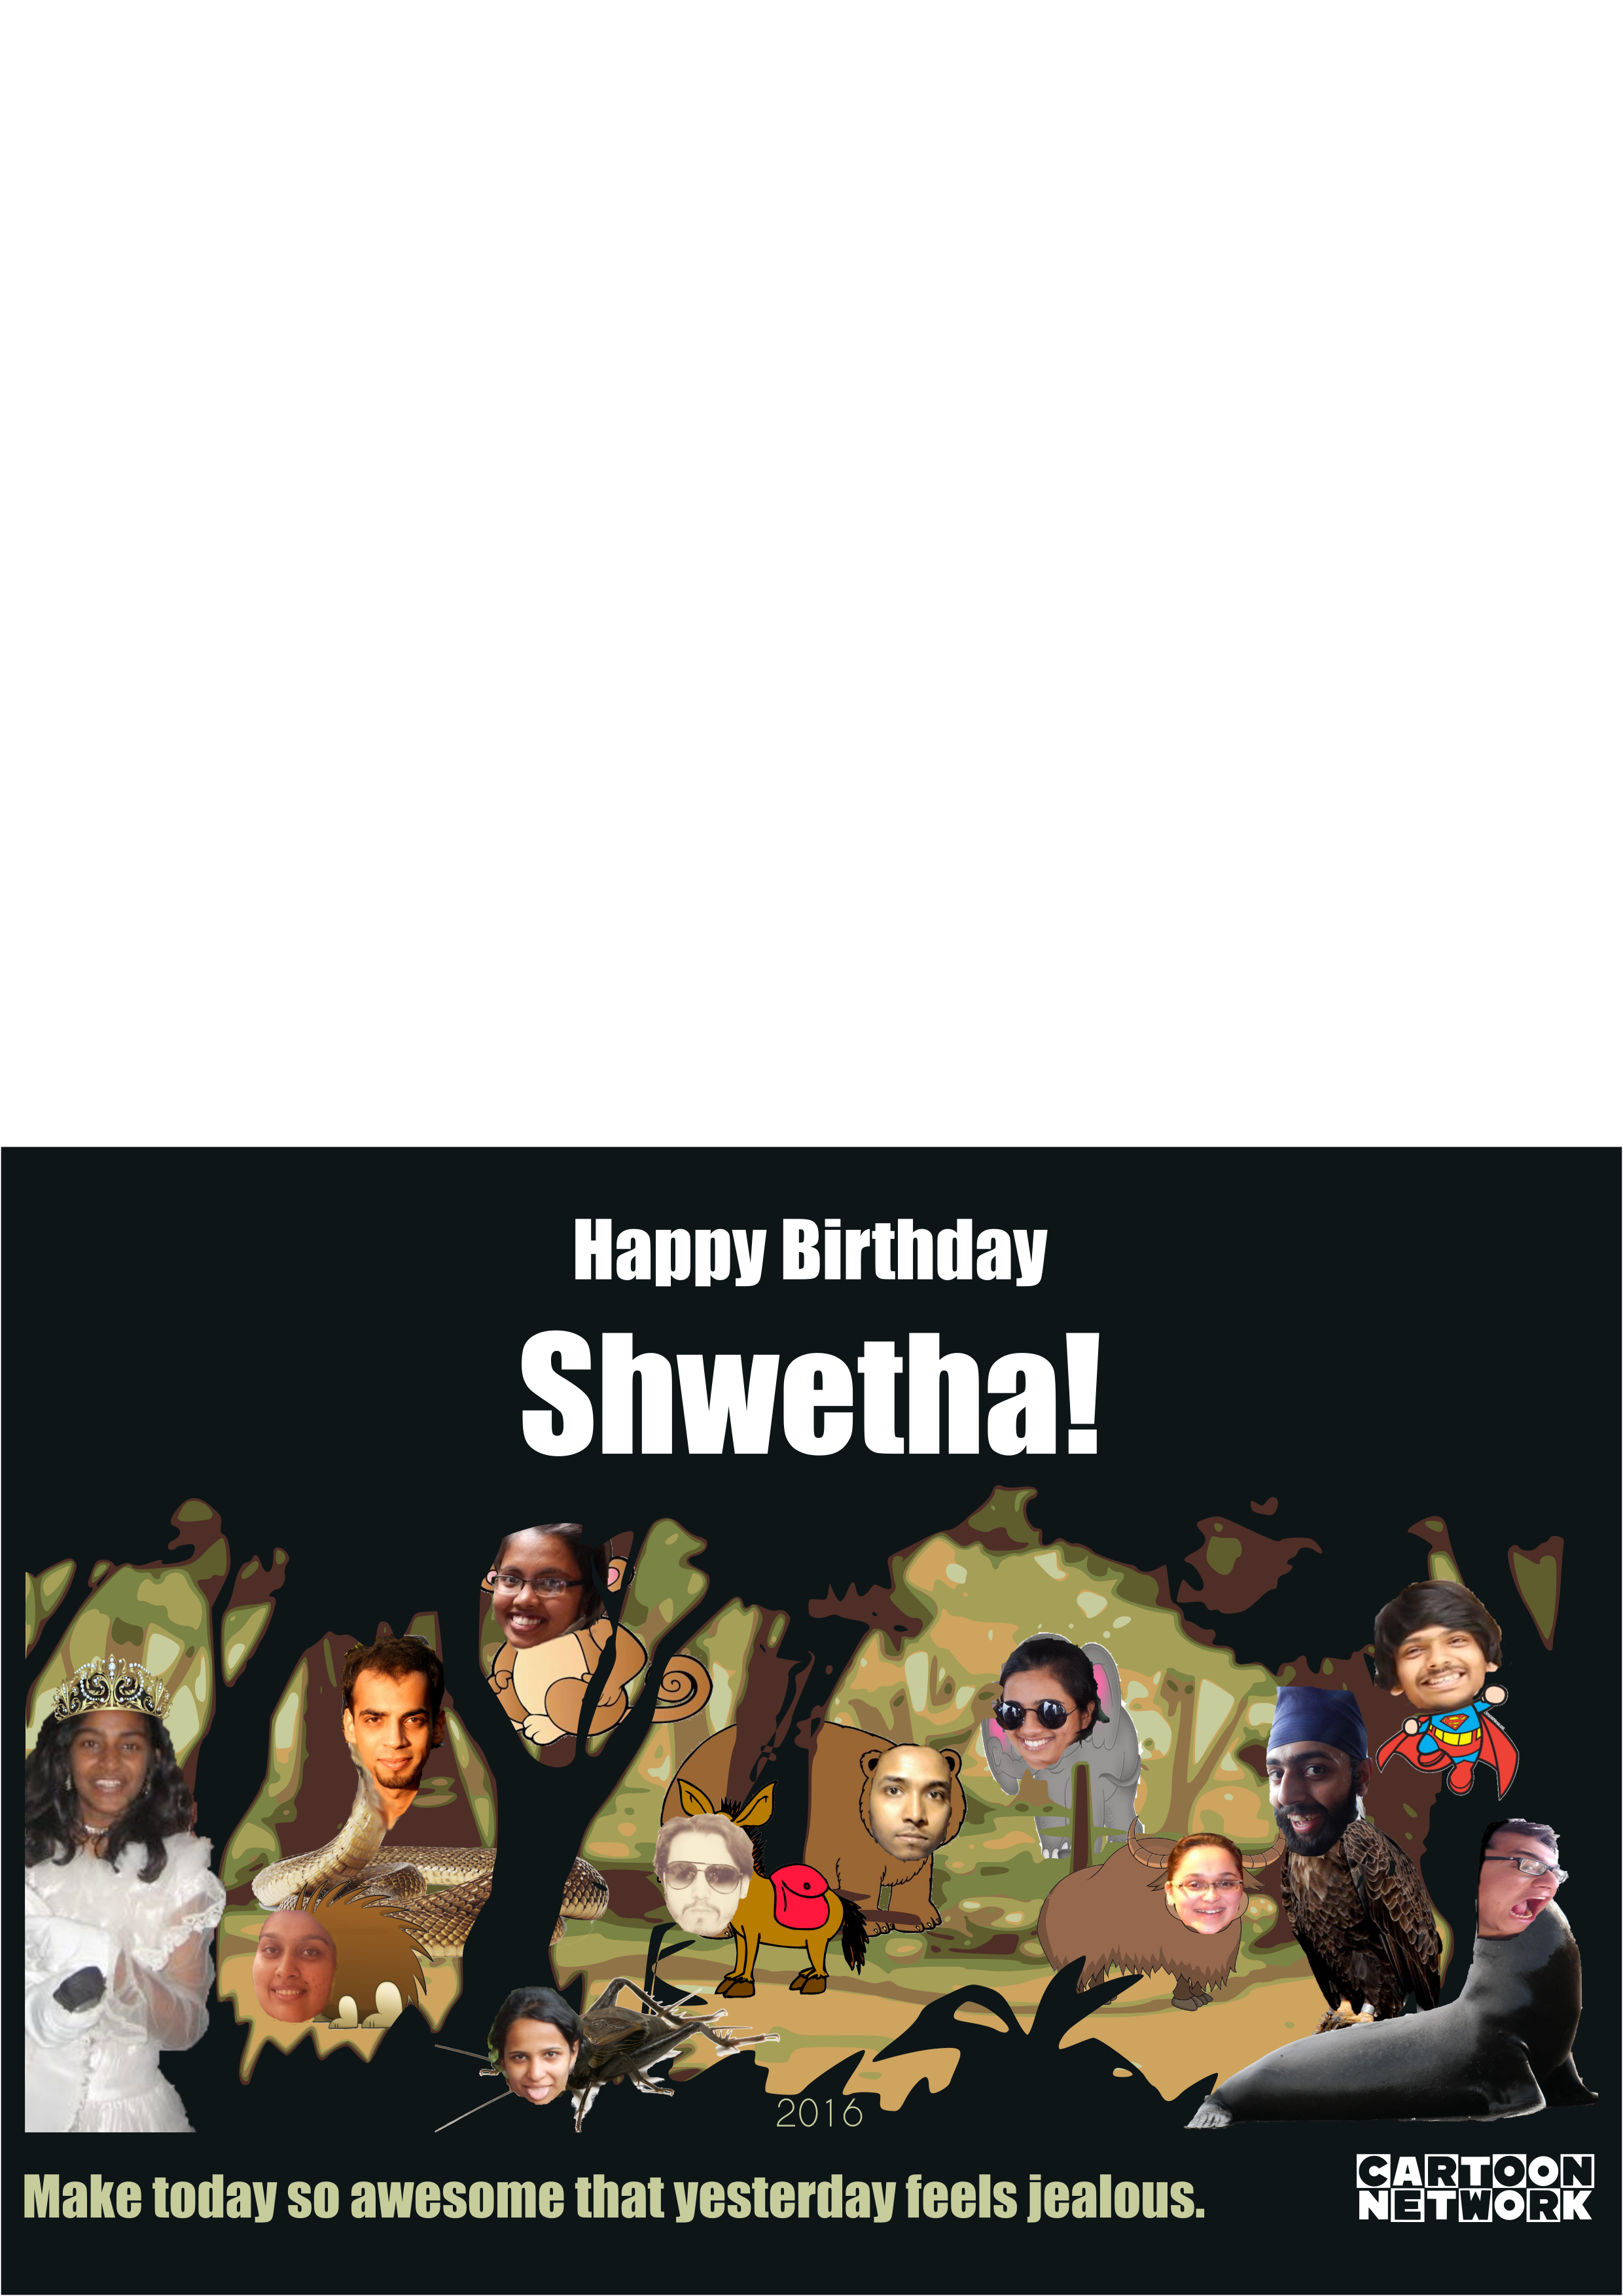 Happy Birthday
Shwetha!
2016
Make today so awesome that yesterday feels jealous.
CARTOON
NETWORK